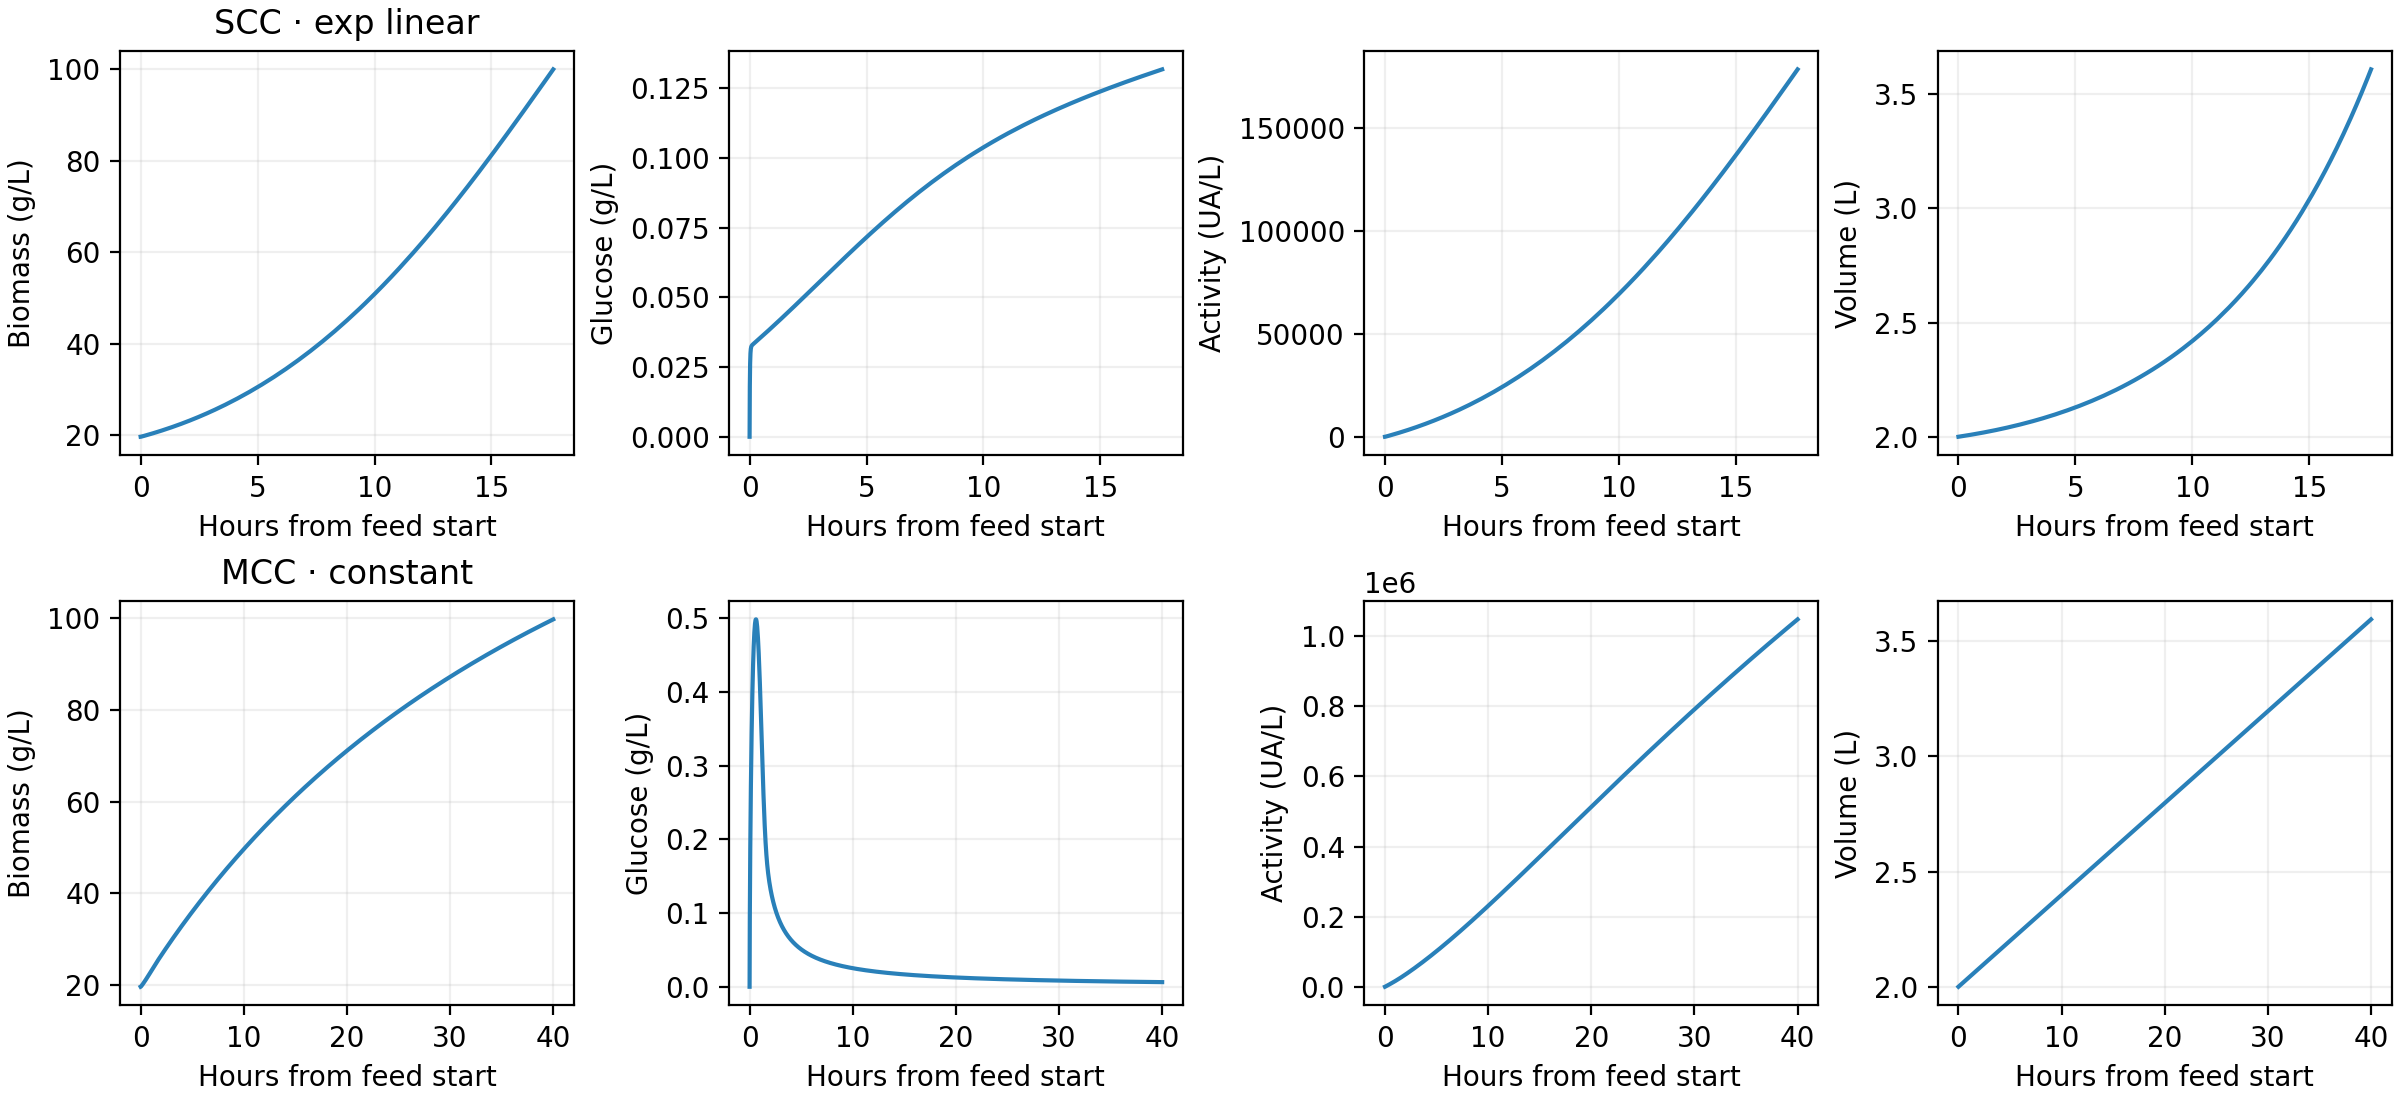 SCC · exp linear
Biomass (g/L)
100
80
60
40
20
0 5 10 15
Hours from feed start
Glucose (g/L)
0.125
0.100
0.075
0.050
0.025
0.000
0 5 10 15
Hours from feed start
Activity (UA/L)
150000
100000
50000
0
0 5 10 15
Hours from feed start
Volume (L)
3.5
3.0
2.5
2.0
0 5 10 15
Hours from feed start
MCC · constant
Biomass (g/L)
100
80
60
40
20
0 10 20 30 40
Hours from feed start
Glucose (g/L)
0.5
0.4
0.3
0.2
0.1
0.0
0 10 20 30 40
Hours from feed start
1e6
Activity (UA/L)
1.0
0.8
0.6
0.4
0.2
0.0
0 10 20 30 40
Hours from feed start
Volume (L)
3.5
3.0
2.5
2.0
0 10 20 30 40
Hours from feed start